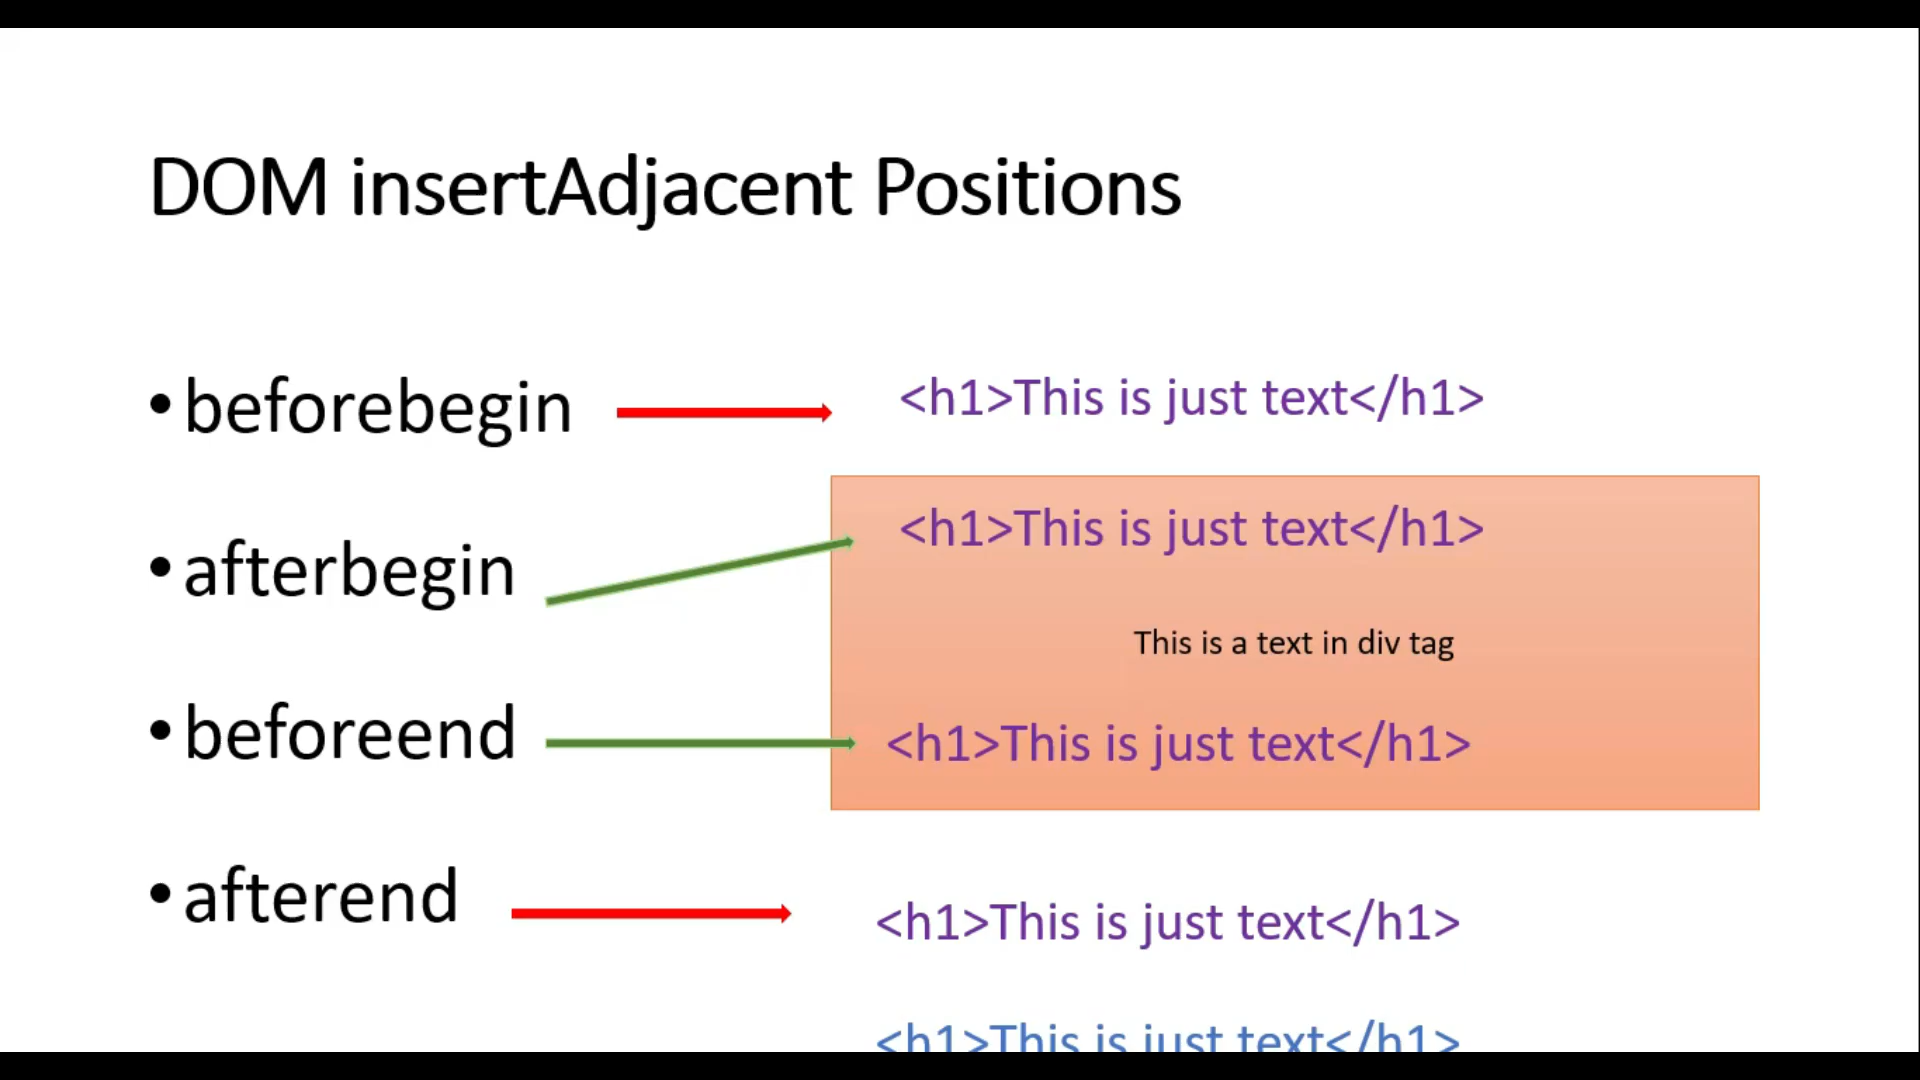 DOM insertAdjacent Positions
•beforebegin
<h1>This is just text</h1>
•afterbegin
<h1>This is just text</h1>
This is a text in div tag
•beforeend
<h1>This is just text</h1>
•afterend
<h1>This is just text</h1>
<h1>This is just text</h1>